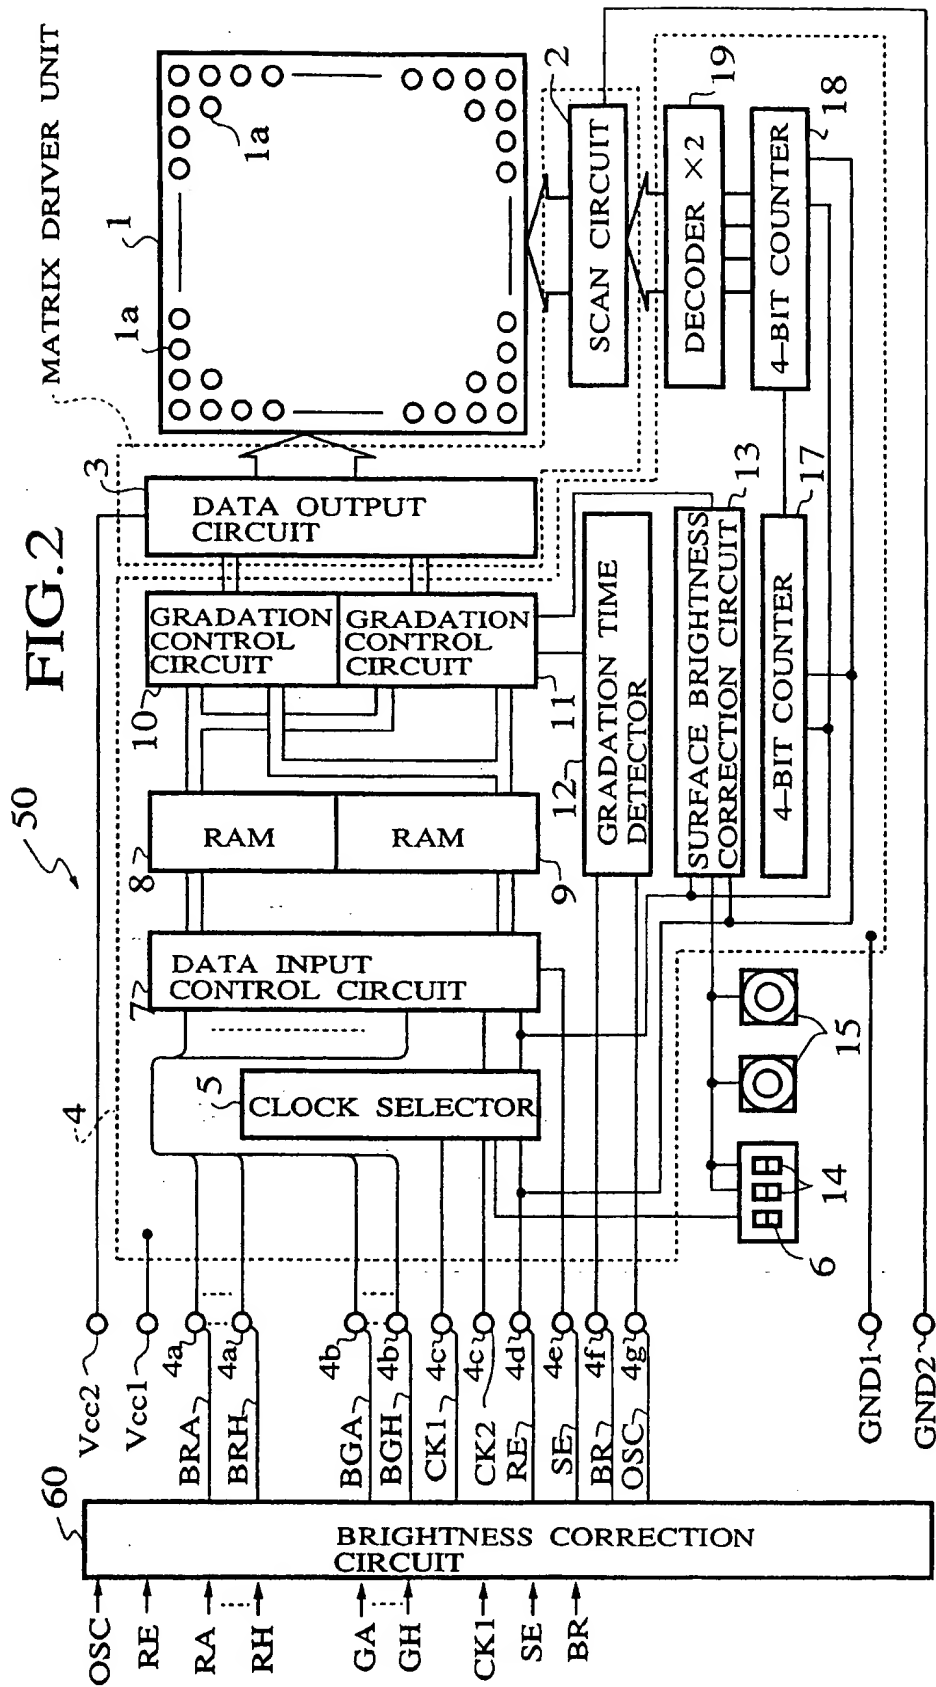 FIG.2
50
MATRIX DRIVER UNIT
60
BRIGHTNESS CORRECTION
CIRCUIT
OSC
RE
RA
RH
GA
GH
CK1
SE
BR
Vcc2
Vcc1
BRA
BRH
BGA
BGH
CK1
CK2
RE
SE
BR
OSC
GND1
GND2
4a
4a
4b
4b
4c
4c
4d
4e
4f
4g
4
5
CLOCK SELECTOR
7
DATA INPUT
CONTROL CIRCUIT
8
RAM
RAM
9
10
GRADATION
CONTROL
CIRCUIT
GRADATION
CONTROL
CIRCUIT
11
3
DATA OUTPUT
CIRCUIT
1
1a
1a
12
GRADATION TIME
DETECTOR
SURFACE BRIGHTNESS
CORRECTION CIRCUIT
13
4-BIT COUNTER
17
2
SCAN CIRCUIT
DECODER ×2
19
4-BIT COUNTER
18
6
14
15